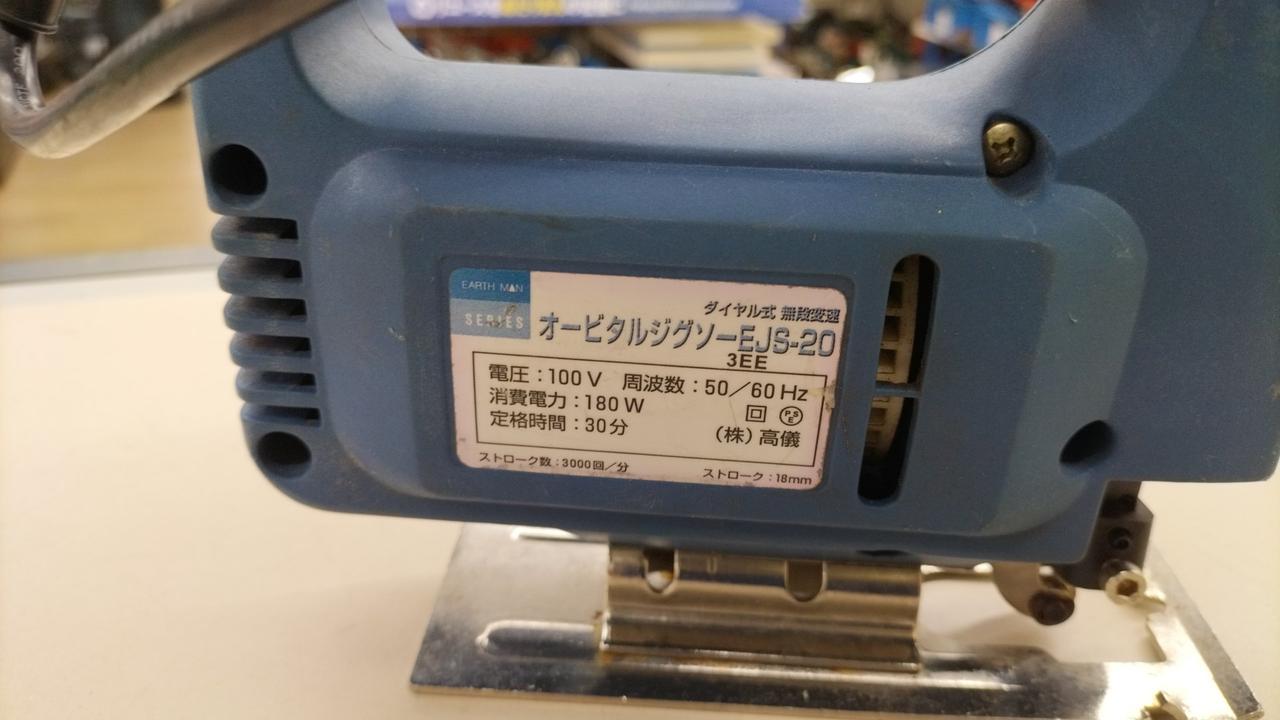 EARTH MAN
SERIES
ダイヤル式 無段変速
オービタルジグソーEJS-20
3EE
電圧:100V 周波数:50/60Hz
消費電力:180W
定格時間:30分
PSE
(株)高儀
ストローク数:3000回/分 ストローク:18mm